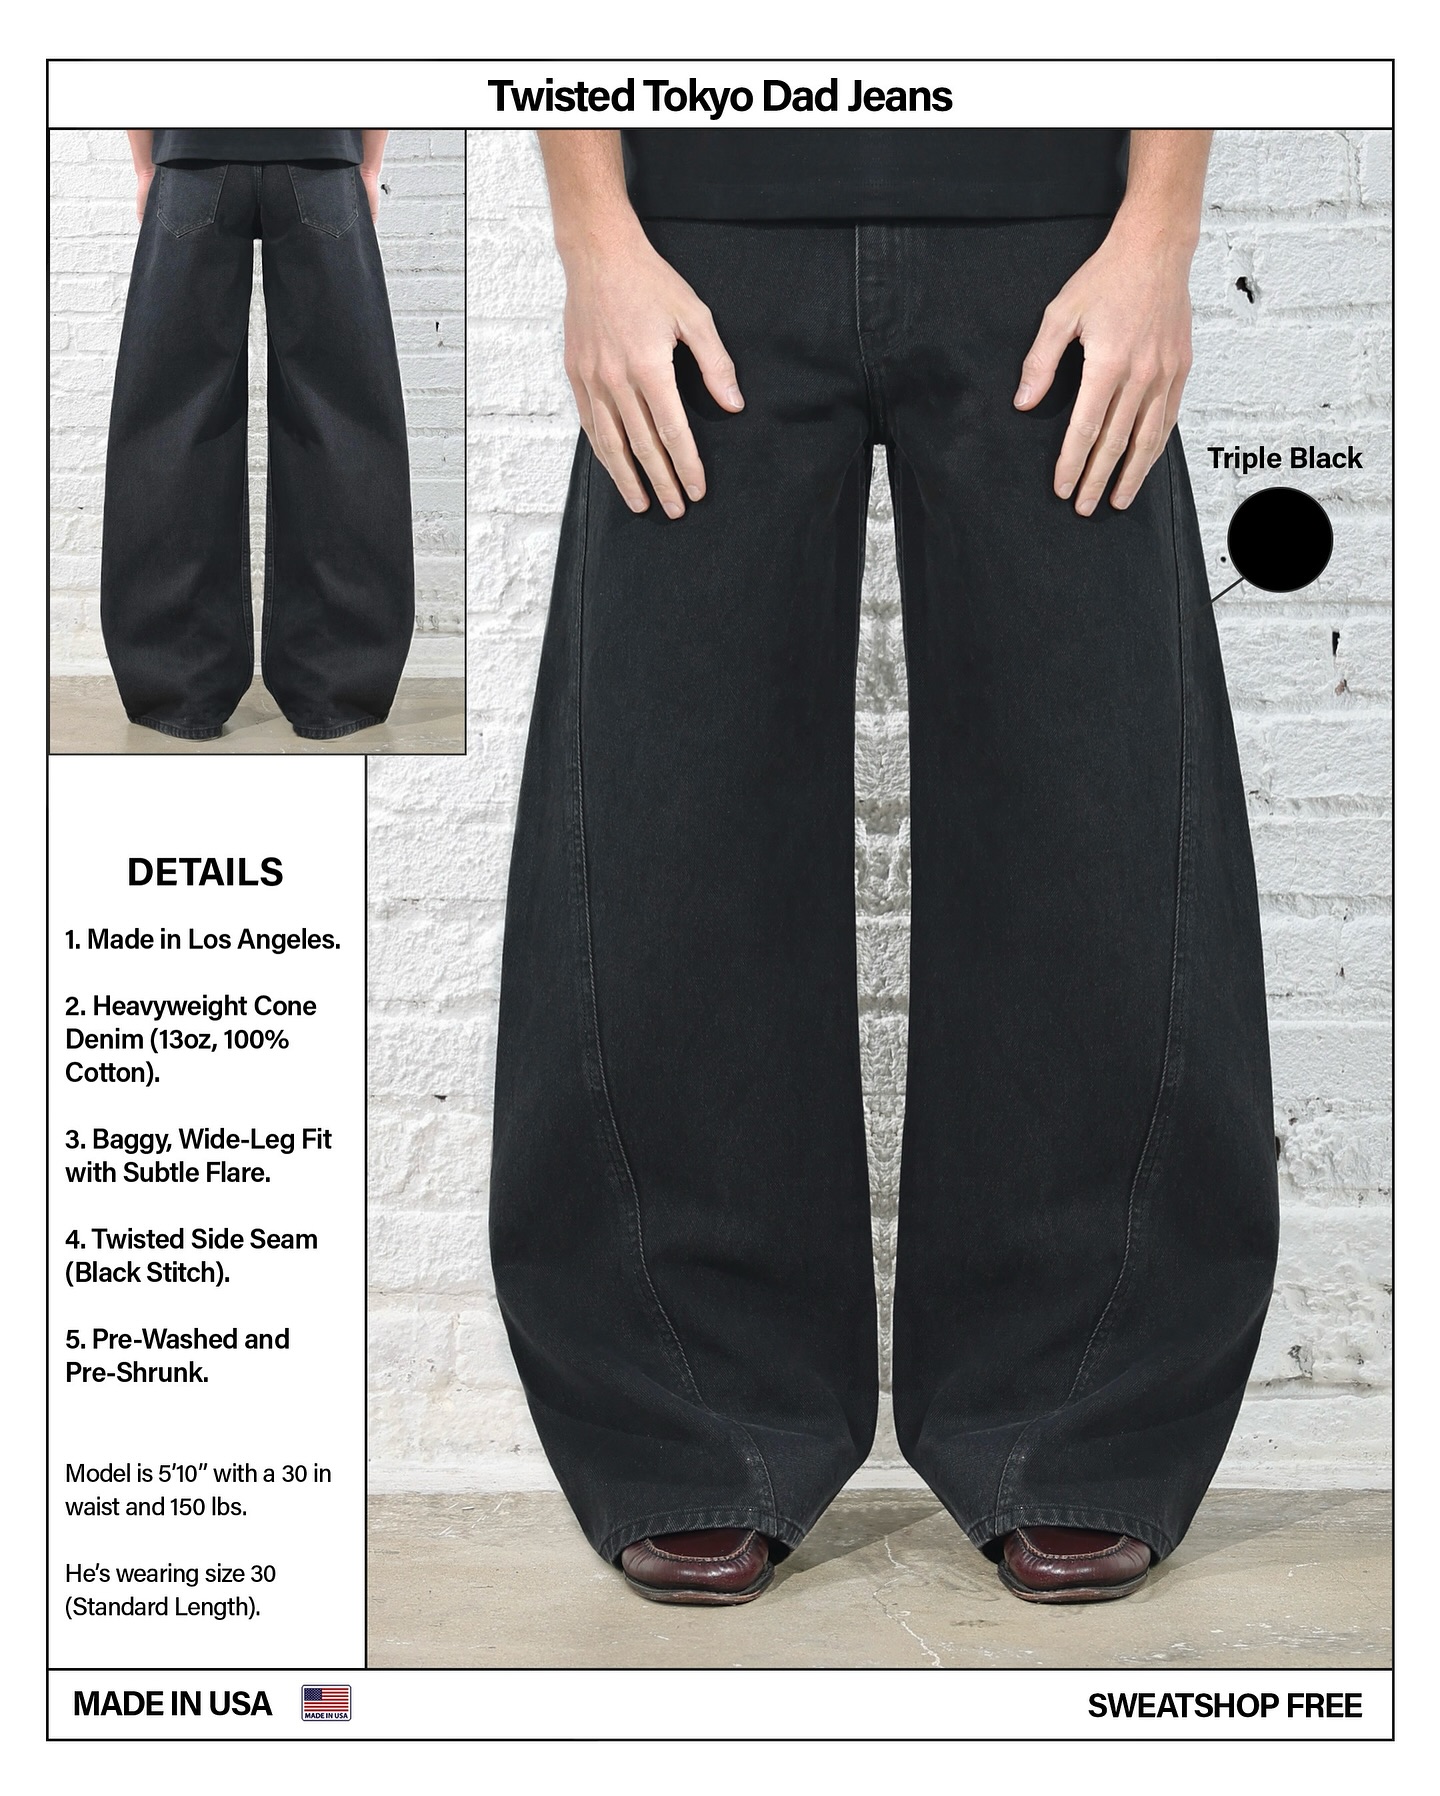 Twisted Tokyo Dad Jeans
Triple Black
DETAILS
1. Made in Los Angeles.
2. Heavyweight Cone
Denim (13oz, 100%
Cotton).
3. Baggy, Wide-Leg Fit
with Subtle Flare.
4. Twisted Side Seam
(Black Stitch).
5. Pre-Washed and
Pre-Shrunk.
Model is 5’10” with a 30 in
waist and 150 lbs.
He’s wearing size 30
(Standard Length).
MADE IN USA
MADE IN USA
SWEATSHOP FREE